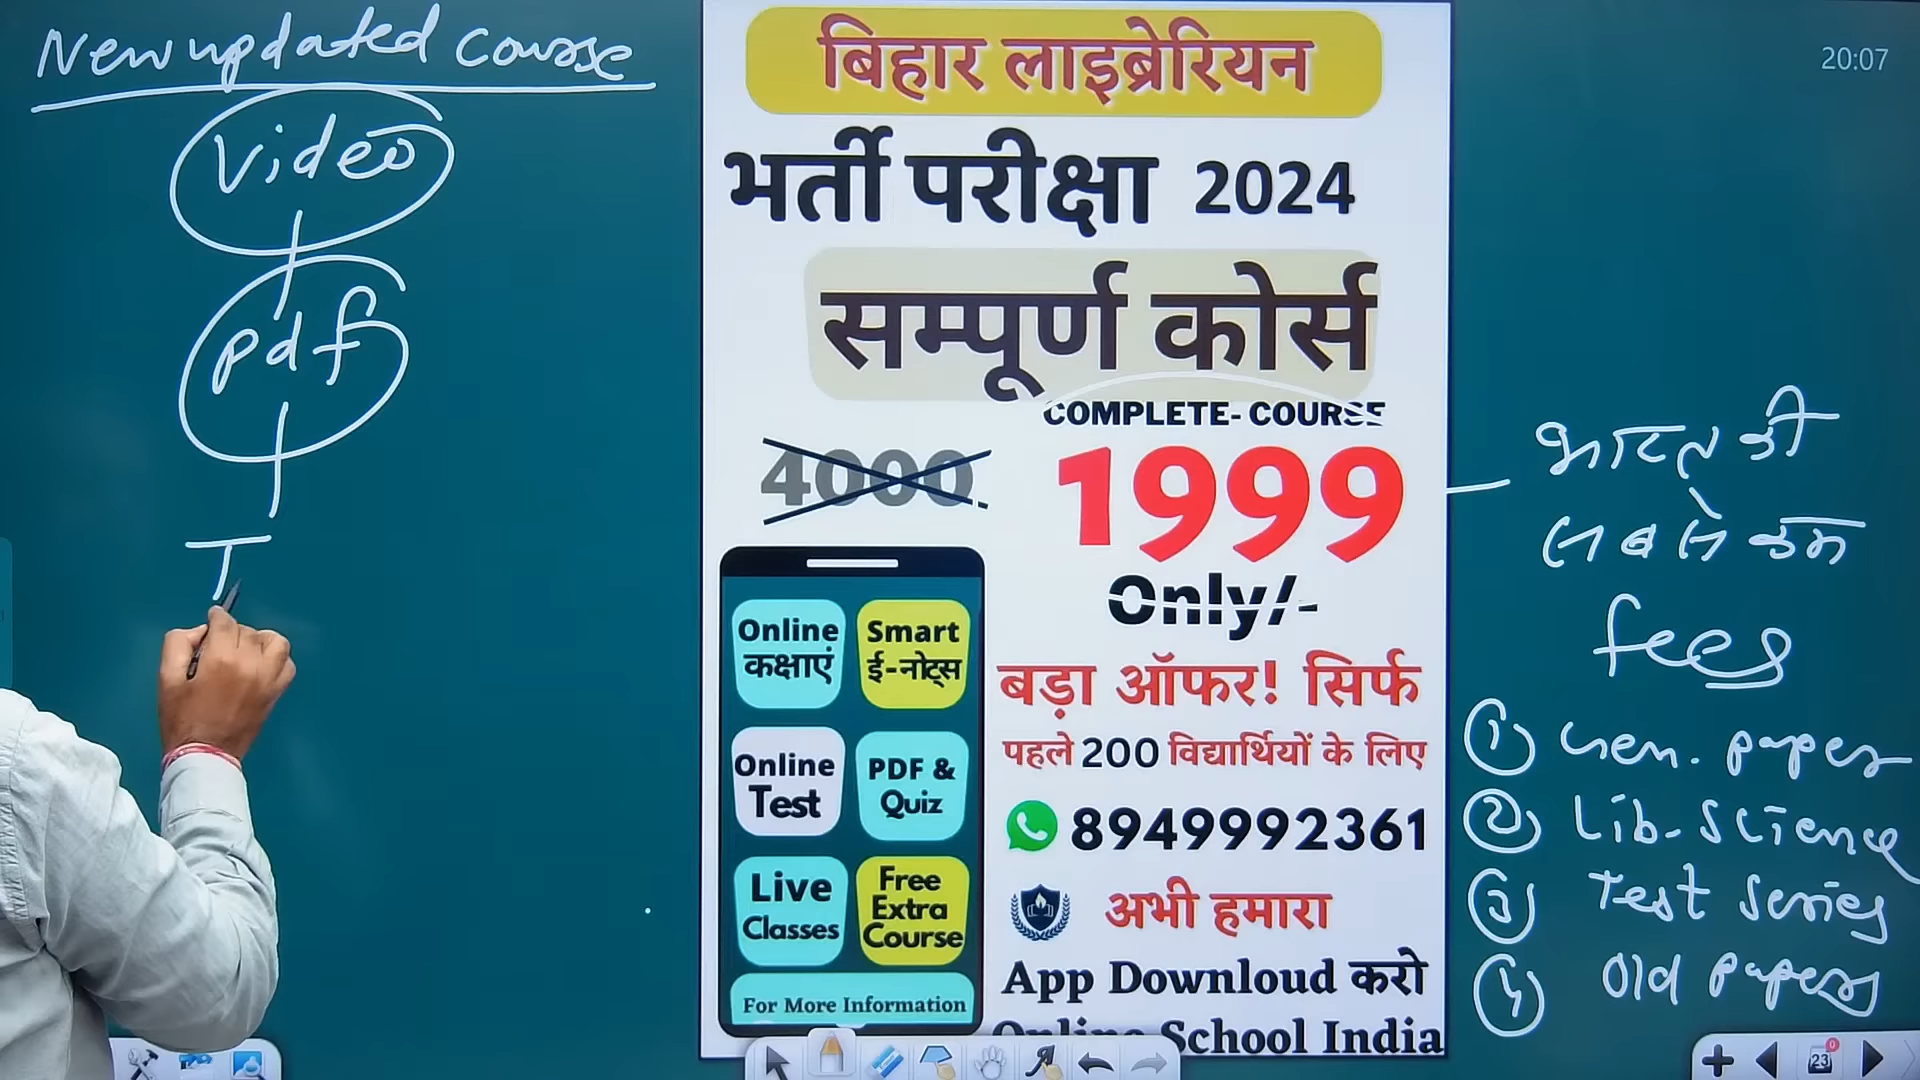 New updated course
video
pdf
T
बिहार लाइब्रेरियन
भर्ती परीक्षा 2024
सम्पूर्ण कोर्स
COMPLETE- COURSE
4000
1999
Only/-
बड़ा ऑफर! सिर्फ
पहले 200 विद्यार्थियों के लिए
8949992361
अभी हमारा
App Downloud करो
Online School India
Online
कक्षाएं
Smart
ई-नोट्स
Online
Test
PDF &
Quiz
Live
Classes
Free
Extra
Course
For More Information
20:07
भारत की
सबसे कम
fees
1 Gen. paper
2 Lib-Science
3 Test Series
4 Old papers
23
0